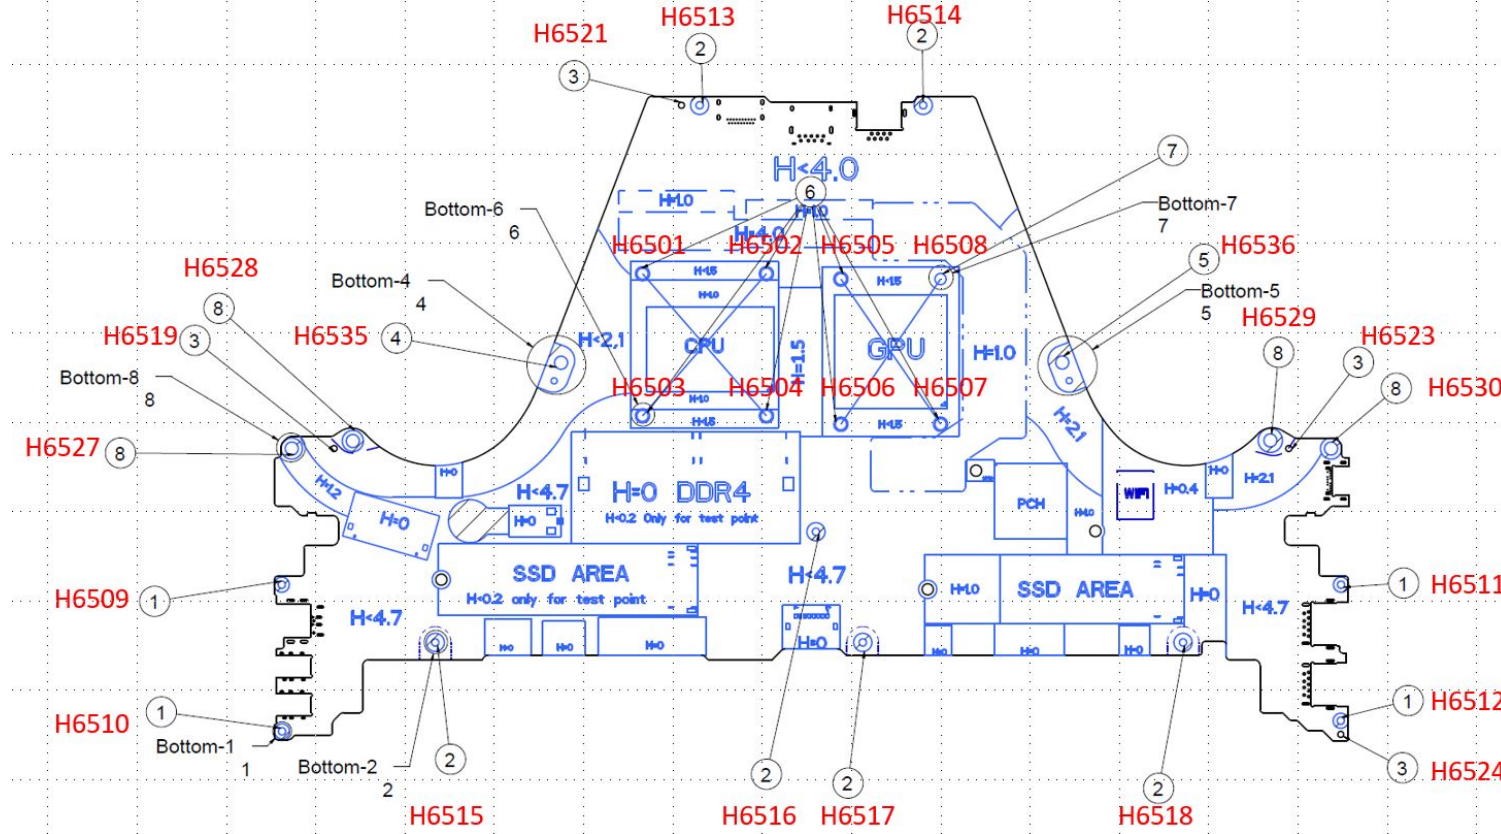 H6513
H6514
H6521
2
2
3
7
H<4.0
6
H=1.0
H=1.0
Bottom-6
6
Bottom-7
7
H=4.0
H6501
H6502
H6505
H6508
H6536
5
H6528
Bottom-4
4
H<1.5
H<1.5
Bottom-5
5
8
H<1.0
H6529
H6519
3
H6535
4
H<2,1
CPU
H=1.5
GPU
H=1.0
8
H6523
3
Bottom-8
8
H6503
H6504
H6506
H6507
8
H6530
H<1.5
H<1.5
H=2.1
H6527
8
H=0
H=0
H=2.1
H=1.2
H<4.7
H=0 DDR4
PCH
WIFI
H=0.4
H=0
H=0
H<0.2 Only for test point
H=1.0
SSD AREA
H<0.2 only for test point
H<4.7
H=1.0
SSD AREA
H=0
H<4.7
H6509
1
1
H6511
H<4.7
H=0
H=0
H=0
H=0
H=0
H=0
H=0
H6510
1
1
H6512
Bottom-1
1
Bottom-2
2
2
2
2
2
3
H6524
H6515
H6516
H6517
H6518